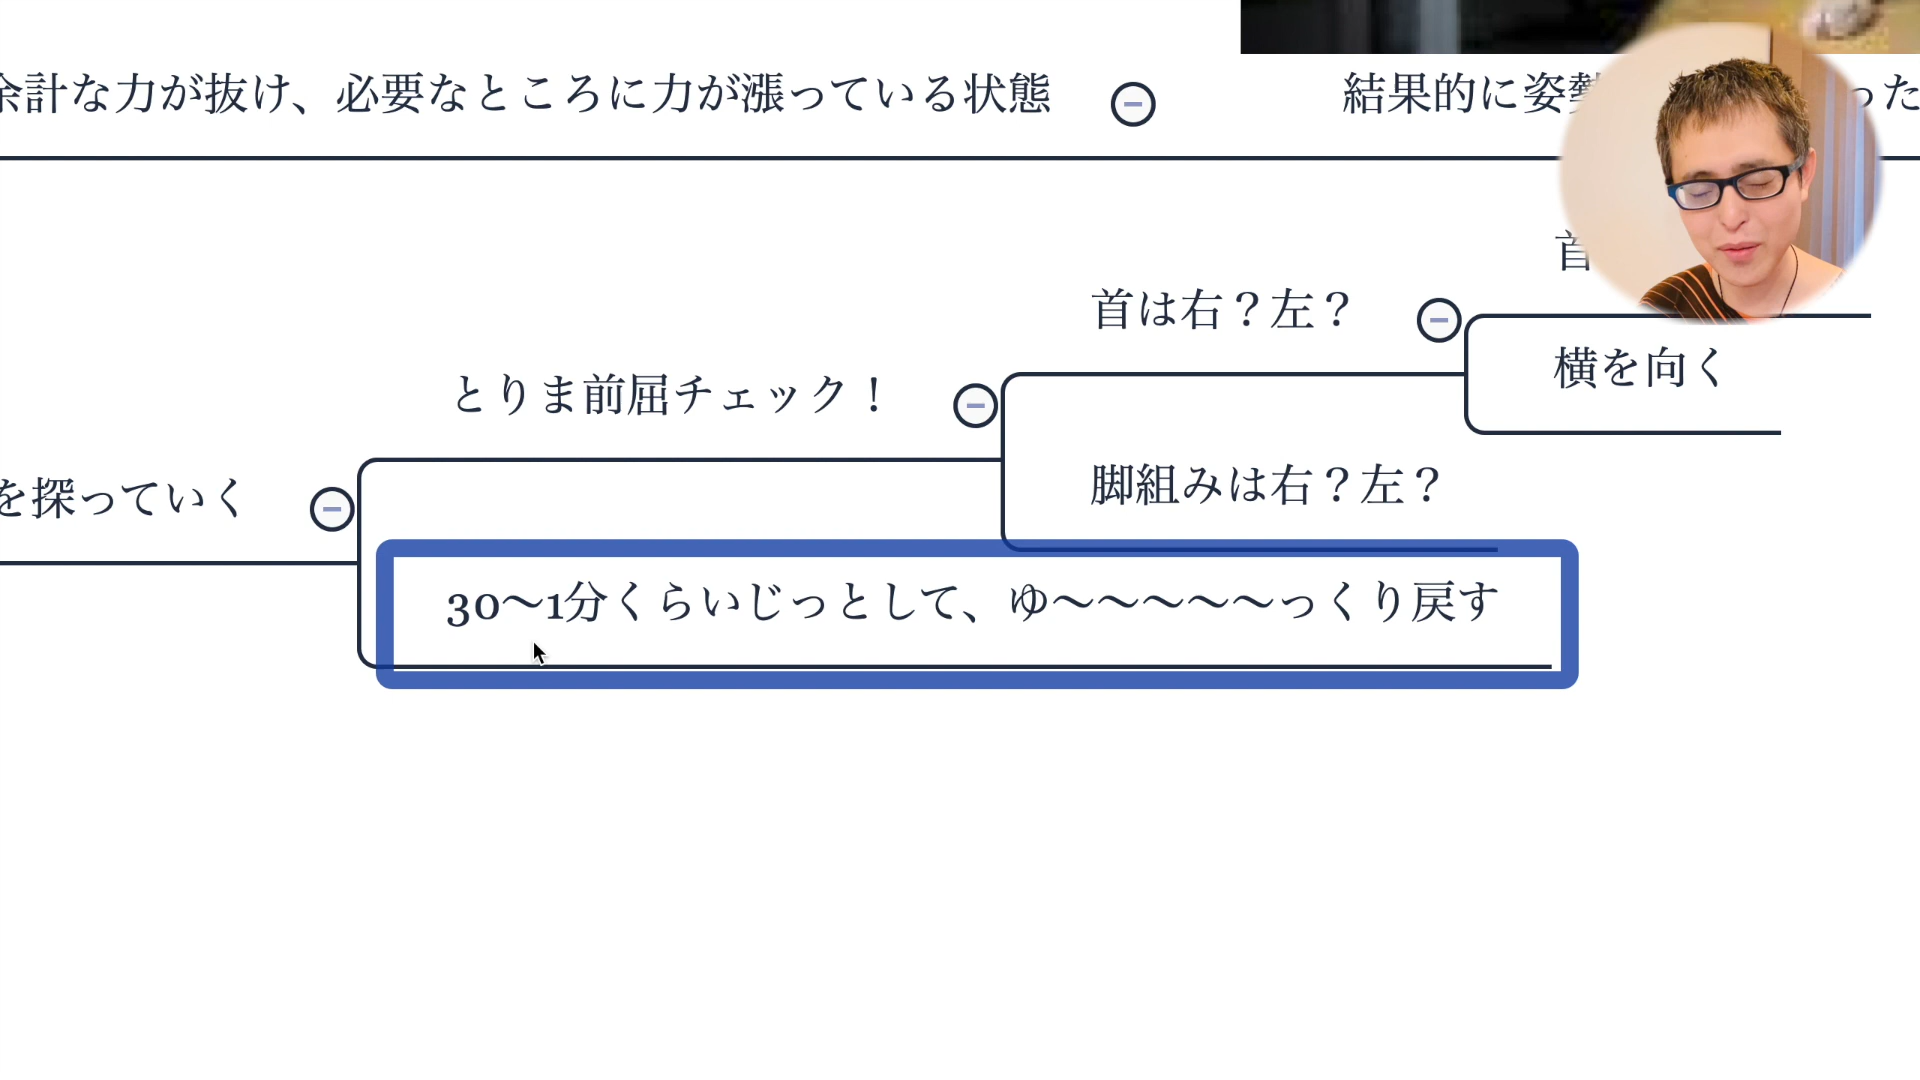 余計な力が抜け、必要なところに力が漲っている状態
結果的に姿勢
った
首
首は右？左？
横を向く
とりま前屈チェック！
脚組みは右？左？
を探っていく
30〜1分くらいじっとして、ゆ〜〜〜〜〜っくり戻す